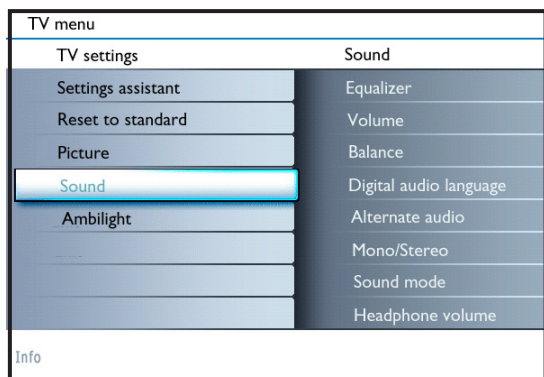 TV menu
TV settings
Sound
Settings assistant
Equalizer
Reset to standard
Volume
Picture
Balance
Sound
Digital audio language
Ambilight
Alternate audio
Mono/Stereo
Sound mode
Headphone volume
Info